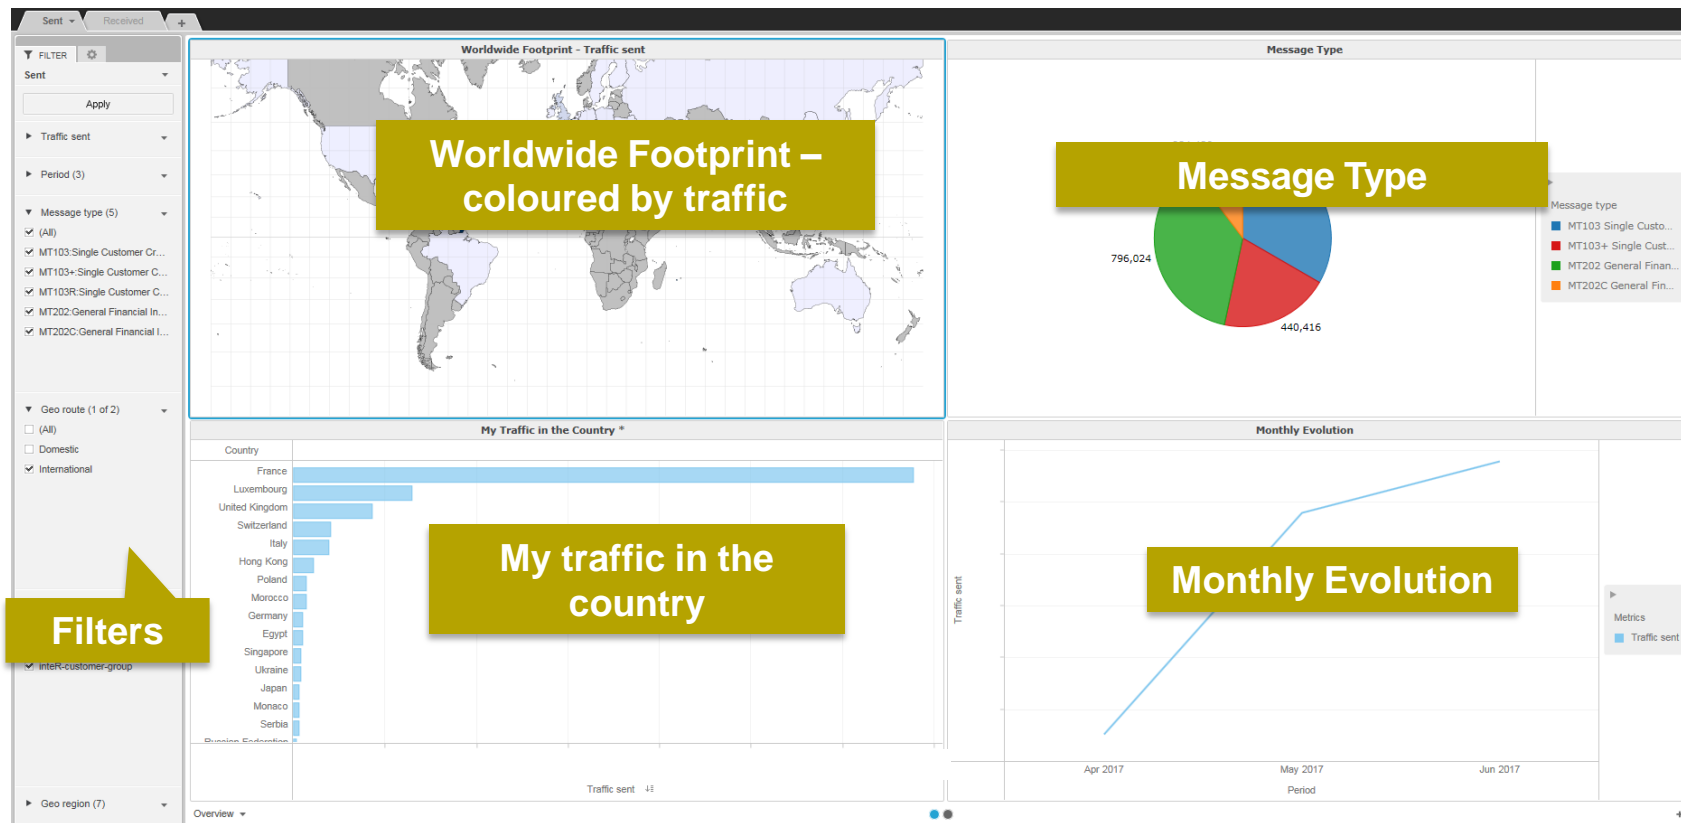 Sent
Received
+
FILTER
Sent
Apply
Traffic sent
Period (3)
Message type (5)
(All)
MT103:Single Customer Cr...
MT103+:Single Customer C...
MT103R:Single Customer C...
MT202:General Financial In...
MT202C:General Financial I...
Geo route (1 of 2)
(All)
Domestic
International
Filters
inteR-customer-group
Geo region (7)
Worldwide Footprint - Traffic sent
Worldwide Footprint –
coloured by traffic
Message Type
Message Type
796,024
440,416
Message type
MT103 Single Custo...
MT103+ Single Cust...
MT202 General Finan...
MT202C General Fin...
My Traffic in the Country *
Country
France
Luxembourg
United Kingdom
Switzerland
Italy
Hong Kong
Poland
Morocco
Germany
Egypt
Singapore
Ukraine
Japan
Monaco
Serbia
Russian Federation
My traffic in the
country
Traffic sent
Monthly Evolution
Monthly Evolution
Traffic sent
Apr 2017
May 2017
Jun 2017
Period
Metrics
Traffic sent
Overview
+